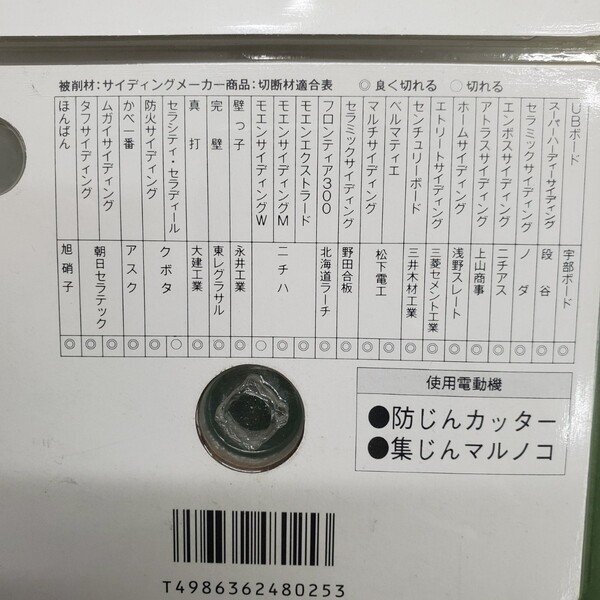 被削材：サイディングメーカー商品：切断材適合表　◎ 良く切れる　○ 切れる
UBボード
スーパーハーディーサイディング
セラミックサイディング
エンボスサイディング
アトラスサイディング
ホームサイディング
エトリートサイディング
センチュリーボード
ベルマティエ
マルチサイディング
セラミックサイディング
フロンティア300
モエンエクストラード
モエンサイディングM
モエンサイディングW
壁っ子
完壁
真打
セラシティ・セラディール
防火サイディング
かべ一番
ムガイサイディング
タフサイディング
ほんばん
宇部ボード
段谷
ノダ
ニチアス
上山商事
浅野スレート
三菱セメント工業
三井木材工業
松下電工
野田合板
北海道ラーチ
ニチハ
永井工業
東レグラサル
大建工業
クボタ
アスク
朝日セラテック
旭硝子
◎ ◎ ◎ ◎ ◎ ○ ◎ ◎ ◎ ○ ◎ ◎ ◎ ◎ ◎ ◎ ◎ ◎ ◎ ◎ ◎ ◎ ◎ ◎
使用電動機
●防じんカッター
●集じんマルノコ
T4986362480253